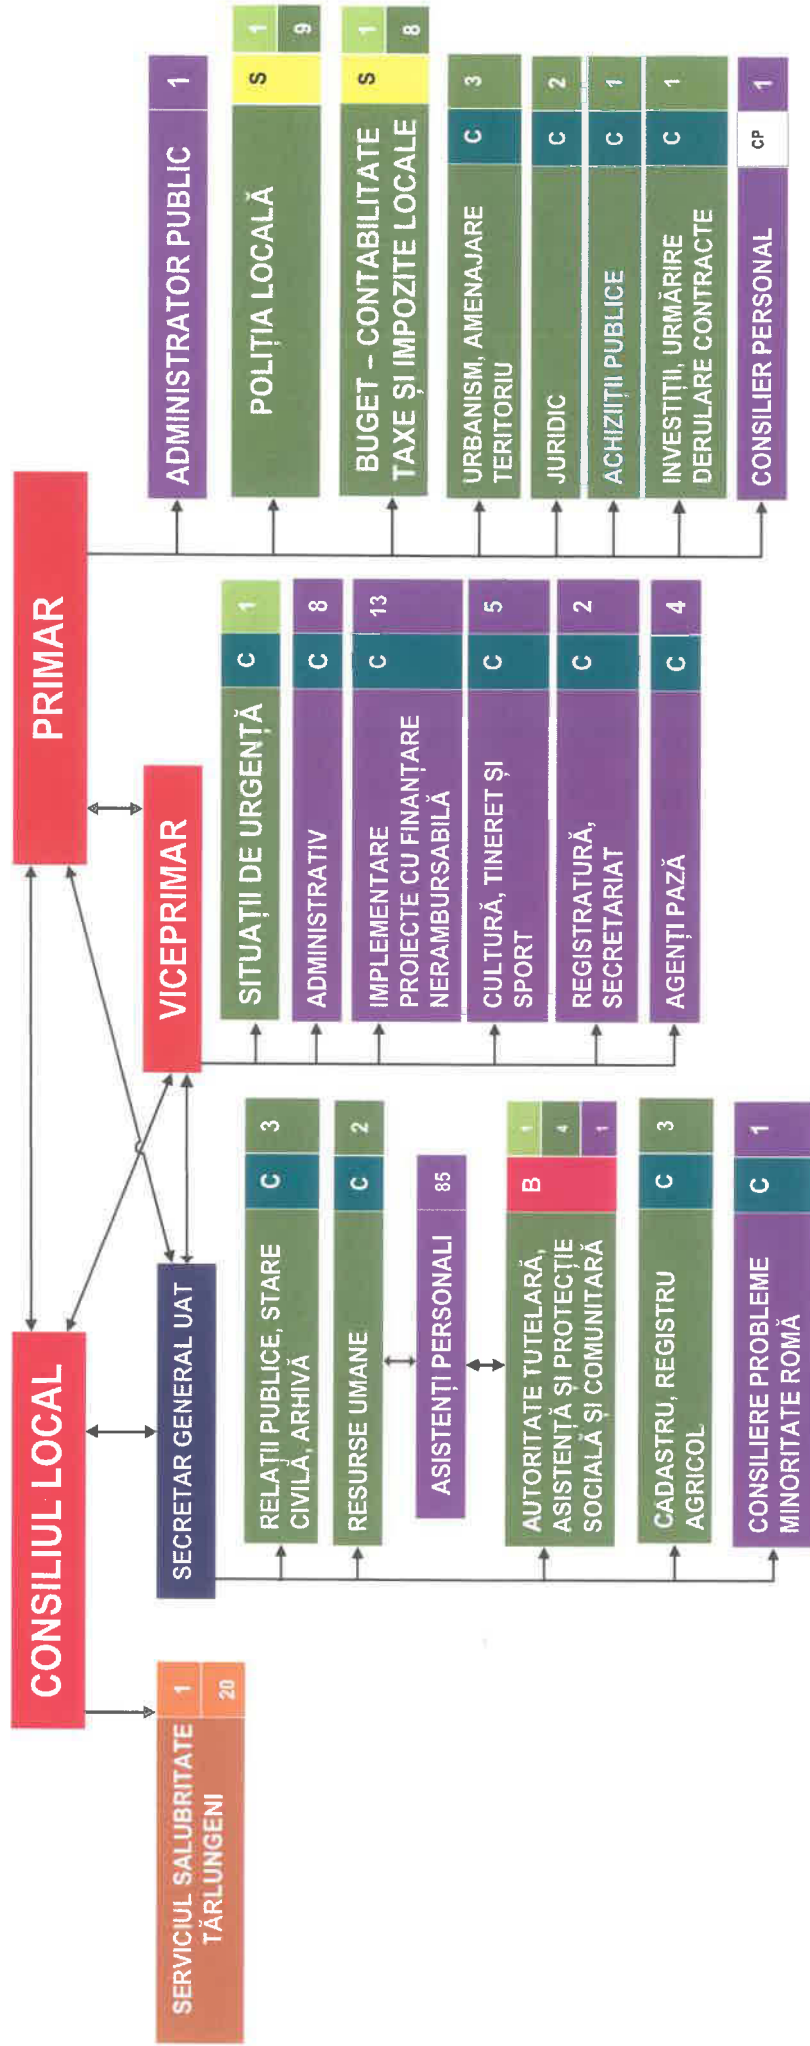 CONSILIUL LOCAL
PRIMAR
VICEPRIMAR
SERVICIUL SALUBRITATE
TĂRLUNGENI
1
20
SECRETAR GENERAL UAT
RELAȚII PUBLICE, STARE
CIVILĂ, ARHIVĂ
C
3
RESURSE UMANE
C
2
ASISTENȚI PERSONALI
85
AUTORITATE TUTELARĂ,
ASISTENȚĂ ȘI PROTECȚIE
SOCIALĂ ȘI COMUNITARĂ
B
1
4
1
CADASTRU, REGISTRU
AGRICOL
C
3
CONSILIERE PROBLEME
MINORITATE ROMĂ
C
1
SITUAȚII DE URGENȚĂ
C
1
ADMINISTRATIV
C
8
IMPLEMENTARE
PROIECTE CU FINANȚARE
NERAMBURSABILĂ
C
13
CULTURĂ, TINERET ȘI
SPORT
C
5
REGISTRATURĂ,
SECRETARIAT
C
2
AGENȚI PAZĂ
C
4
ADMINISTRATOR PUBLIC
1
POLIȚIA LOCALĂ
S
1
9
BUGET – CONTABILITATE
TAXE ȘI IMPOZITE LOCALE
S
1
8
URBANISM, AMENAJARE
TERITORIU
C
3
JURIDIC
C
2
ACHIZIȚII PUBLICE
C
1
INVESTIȚII, URMĂRIRE
DERULARE CONTRACTE
C
1
CONSILIER PERSONAL
CP
1